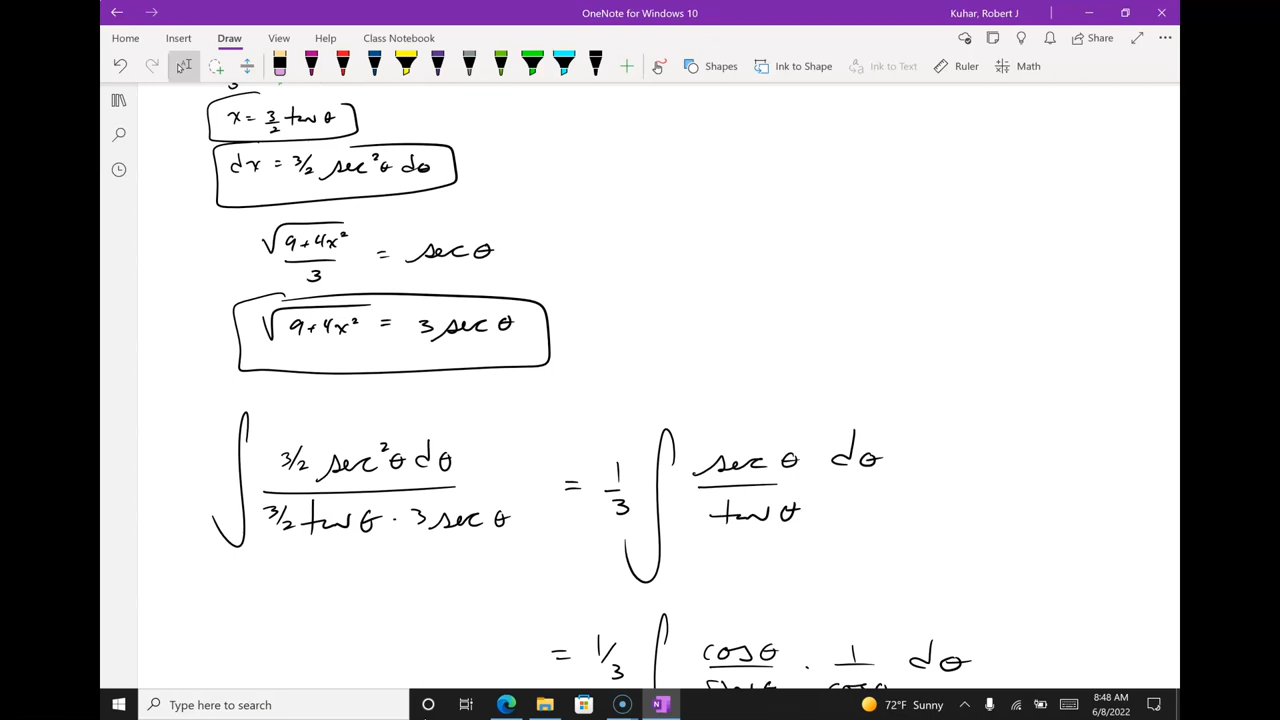 OneNote for Windows 10
Kuhar, Robert J
Home Insert Draw View Help Class Notebook
Share
Shapes Ink to Shape Ink to Text Ruler Math
x = 3/2 tan θ
dx = 3/2 sec²θ dθ
√(9+4x²)/3 = sec θ
√(9+4x²) = 3 sec θ
∫ (3/2 sec²θ dθ)/(3/2 tan θ · 3 sec θ) = 1/3 ∫ (sec θ)/(tan θ) dθ
= 1/3 ∫ (cos θ)/(sin θ) · 1/(cos θ) dθ
Type here to search
72°F Sunny
8:48 AM
6/8/2022